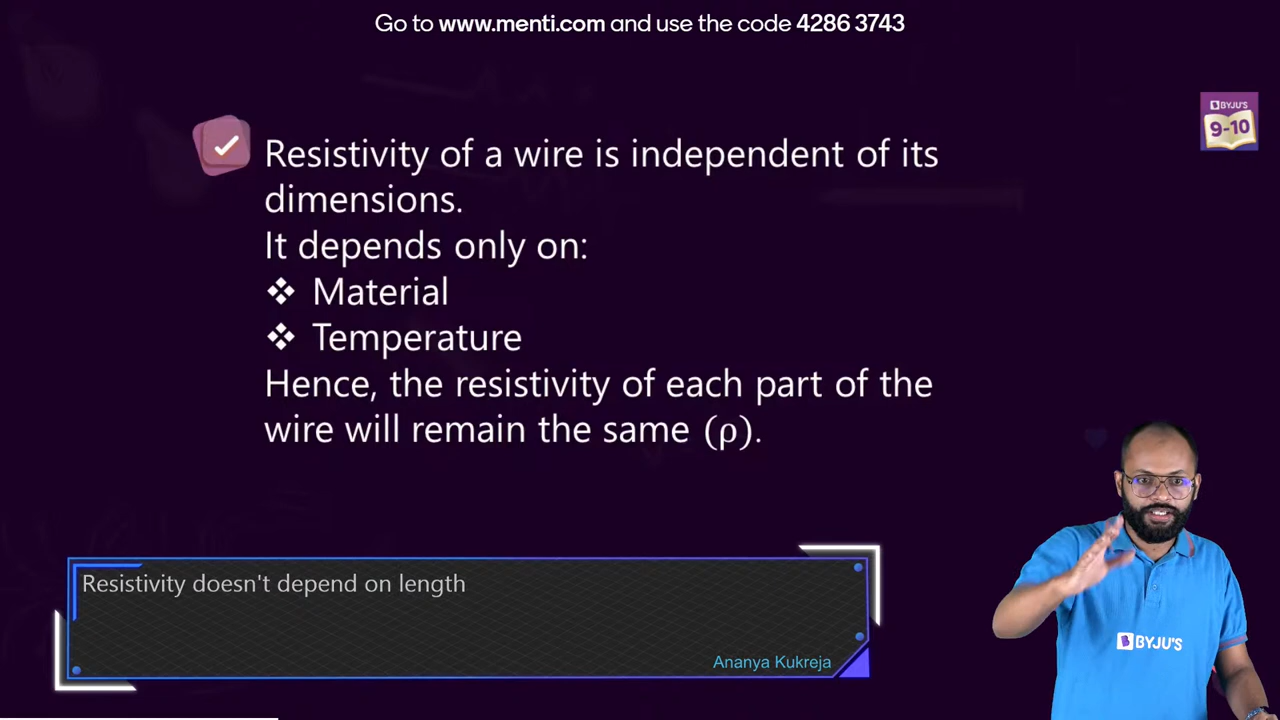 Go to www.menti.com and use the code 4286 3743
BYJU'S
9-10
Resistivity of a wire is independent of its
dimensions.
It depends only on:
❖ Material
❖ Temperature
Hence, the resistivity of each part of the
wire will remain the same (ρ).
Resistivity doesn't depend on length
Ananya Kukreja
BYJU'S